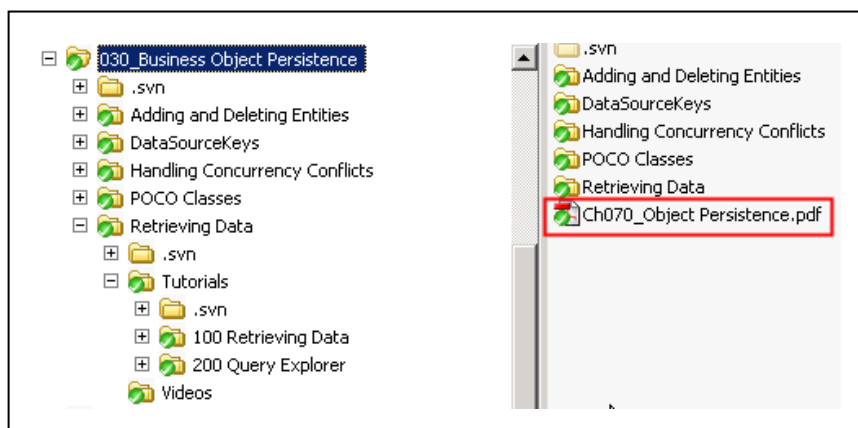 030_Business Object Persistence
.svn
Adding and Deleting Entities
DataSourceKeys
Handling Concurrency Conflicts
POCO Classes
Retrieving Data
.svn
Tutorials
.svn
100 Retrieving Data
200 Query Explorer
Videos
.svn
Adding and Deleting Entities
DataSourceKeys
Handling Concurrency Conflicts
POCO Classes
Retrieving Data
Ch070_Object Persistence.pdf